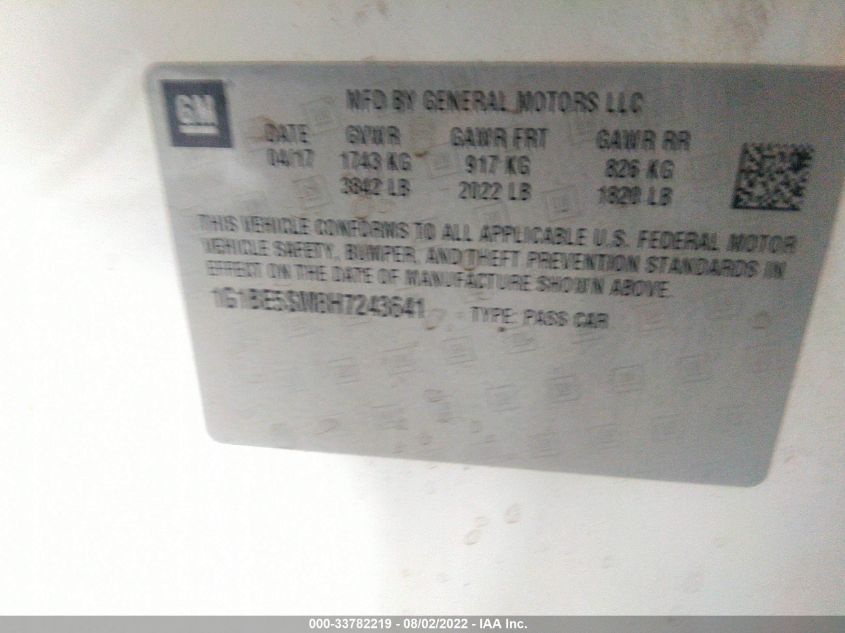 GM
MFD BY GENERAL MOTORS LLC
DATE GVWR GAWR FRT GAWR RR
04/17 1743 KG 917 KG 826 KG
3842 LB 2022 LB 1820 LB
THIS VEHICLE CONFORMS TO ALL APPLICABLE U.S. FEDERAL MOTOR
VEHICLE SAFETY, BUMPER, AND THEFT PREVENTION STANDARDS IN
EFFECT ON THE DATE OF MANUFACTURE SHOWN ABOVE.
1G1BE5SM8H7243641 TYPE: PASS CAR
000-33782219 - 08/02/2022 - IAA Inc.